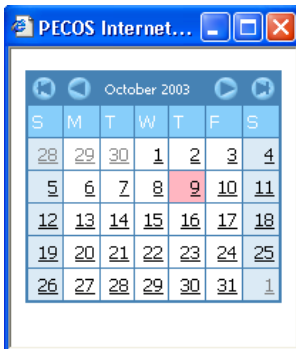 PECOS Internet...
October 2003
S M T W T F S
28 29 30 1 2 3 4
5 6 7 8 9 10 11
12 13 14 15 16 17 18
19 20 21 22 23 24 25
26 27 28 29 30 31 1